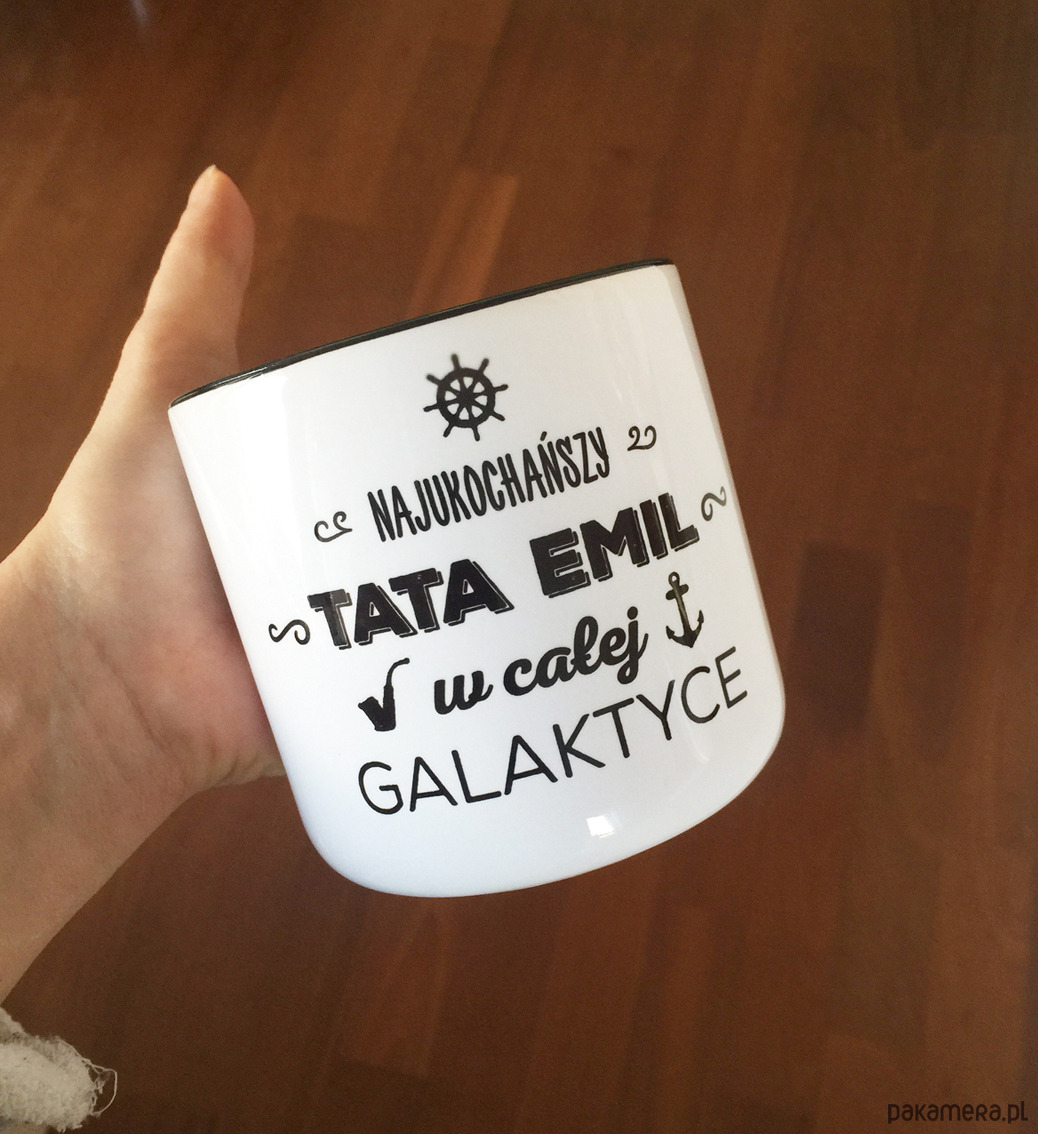 NAJUKOCHAŃSZY
TATA EMIL
w całej
GALAKTYCE
pakamera.pl